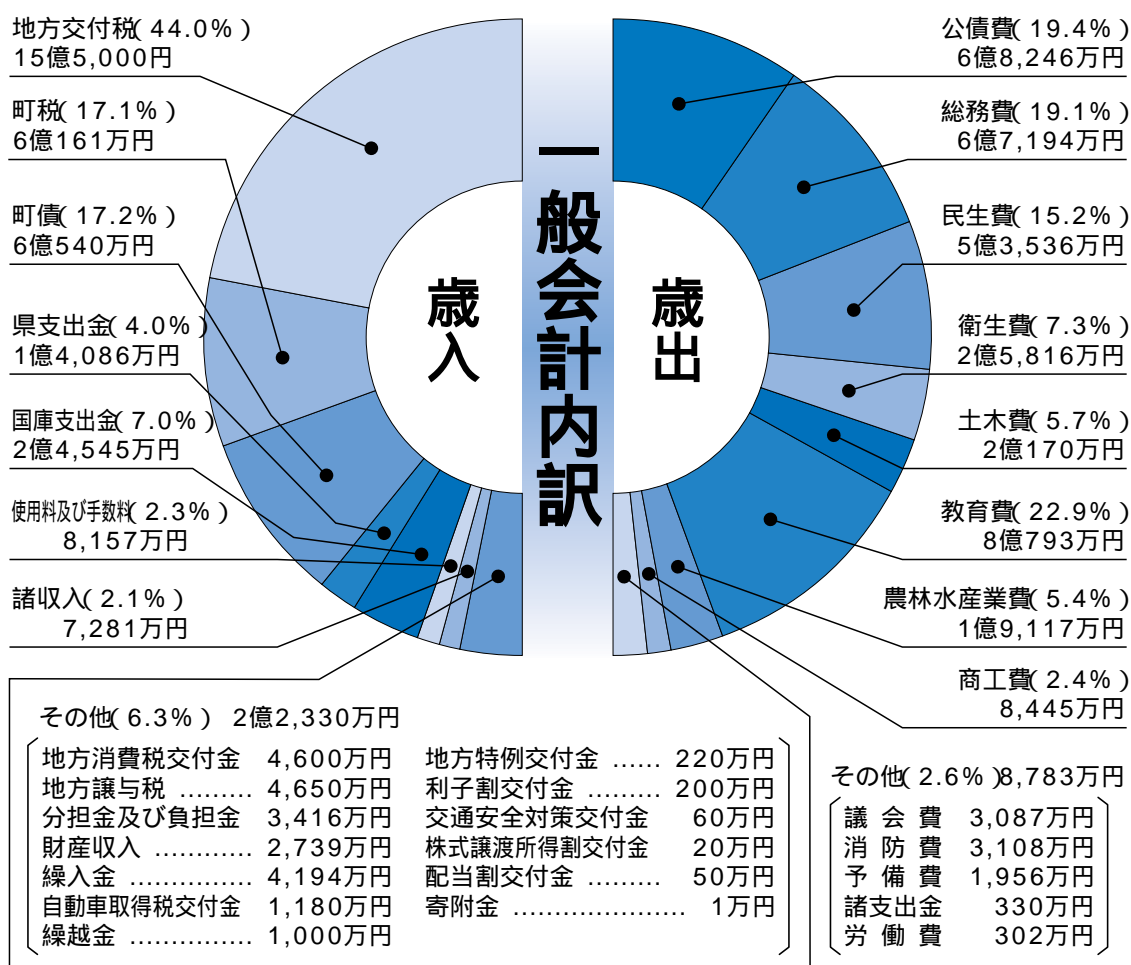 一般会計内訳
歳入
地方交付税(44.0%)
15億5,000円
町税(17.1%)
6億161万円
町債(17.2%)
6億540万円
県支出金(4.0%)
1億4,086万円
国庫支出金(7.0%)
2億4,545万円
使用料及び手数料(2.3%)
8,157万円
諸収入(2.1%)
7,281万円
その他(6.3%) 2億2,330万円
地方消費税交付金 4,600万円
地方譲与税 ......... 4,650万円
分担金及び負担金 3,416万円
財産収入 ............ 2,739万円
繰入金 ............... 4,194万円
自動車取得税交付金 1,180万円
繰越金 ............... 1,000万円
地方特例交付金 ...... 220万円
利子割交付金 ......... 200万円
交通安全対策交付金 60万円
株式譲渡所得割交付金 20万円
配当割交付金 ......... 50万円
寄附金 ..................... 1万円
歳出
公債費(19.4%)
6億8,246万円
総務費(19.1%)
6億7,194万円
民生費(15.2%)
5億3,536万円
衛生費(7.3%)
2億5,816万円
土木費(5.7%)
2億170万円
教育費(22.9%)
8億793万円
農林水産業費(5.4%)
1億9,117万円
商工費(2.4%)
8,445万円
その他(2.6%)8,783万円
議会費 3,087万円
消防費 3,108万円
予備費 1,956万円
諸支出金 330万円
労働費 302万円